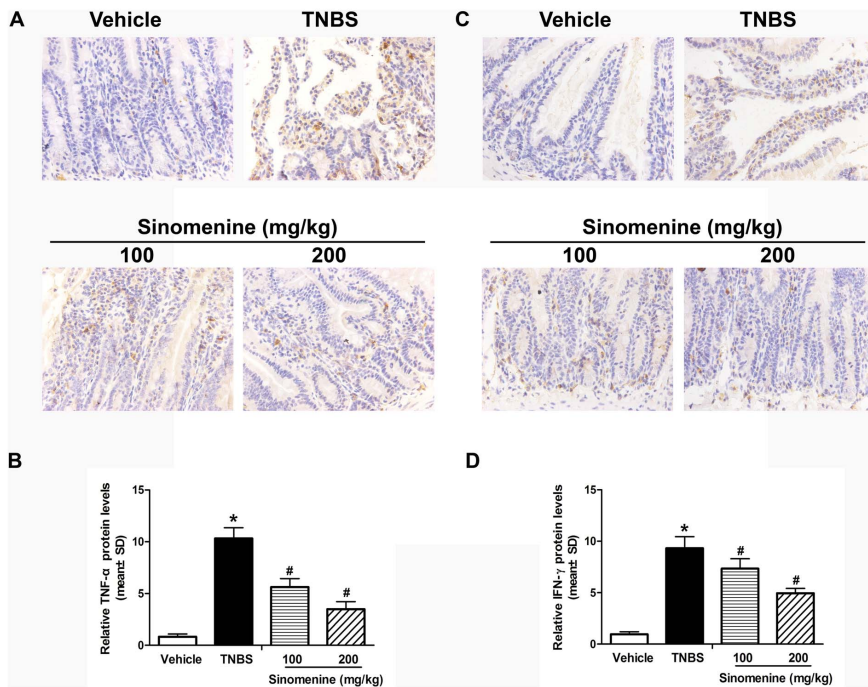 A
Vehicle TNBS
Sinomenine (mg/kg)
100 200
C
Vehicle TNBS
Sinomenine (mg/kg)
100 200
B
Relative TNF-α protein levels
(mean± SD)
15
10
5
0
*
#
#
Vehicle TNBS 100 200
Sinomenine (mg/kg)
D
Relative IFN-γ protein levels
(mean± SD)
15
10
5
0
*
#
#
Vehicle TNBS 100 200
Sinomenine (mg/kg)